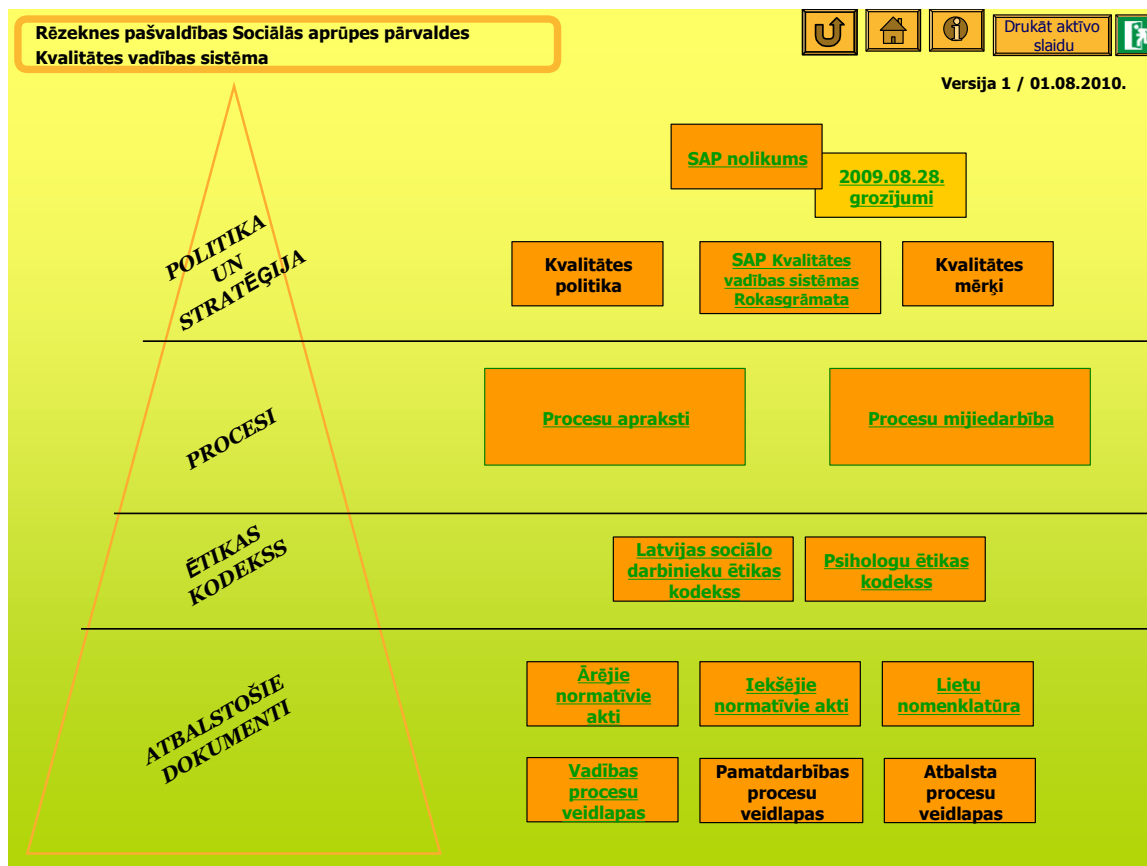 Rēzeknes pašvaldības Sociālās aprūpes pārvaldes
Kvalitātes vadības sistēma
Drukāt aktīvo
slaidu
Versija 1 / 01.08.2010.
SAP nolikums
2009.08.28.
grozījumi
POLITIKA
UN
STRATĒĢIJA
Kvalitātes
politika
SAP Kvalitātes
vadības sistēmas
Rokasgrāmata
Kvalitātes
mērķi
PROCESI
Procesu apraksti
Procesu mijiedarbība
ĒTIKAS
KODEKSS
Latvijas sociālo
darbinieku ētikas
kodekss
Psihologu ētikas
kodekss
ATBALSTOŠIE
DOKUMENTI
Ārējie
normatīvie
akti
Iekšējie
normatīvie akti
Lietu
nomenklatūra
Vadības
procesu
veidlapas
Pamatdarbības
procesu
veidlapas
Atbalsta
procesu
veidlapas